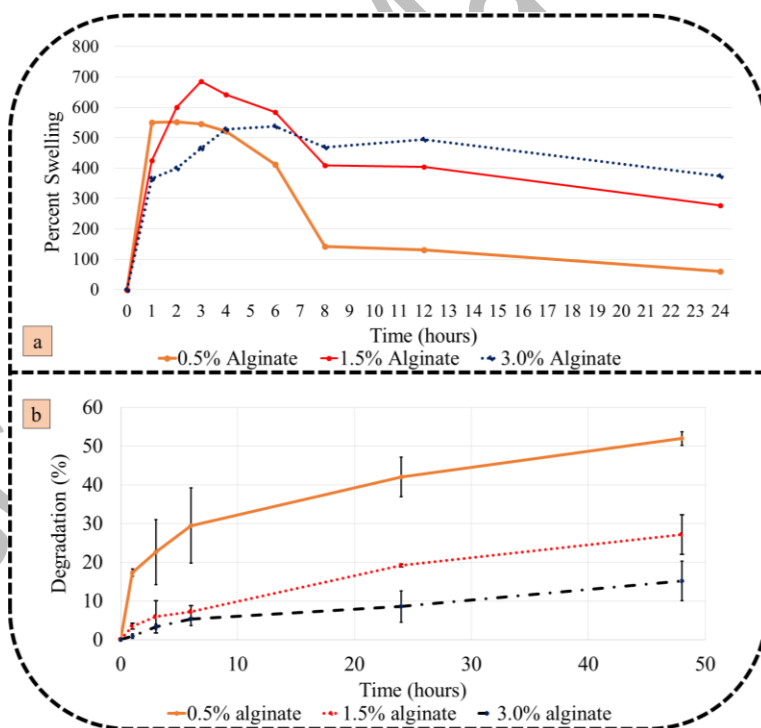 800
700
600
500
400
300
200
100
0
Percent Swelling
0 1 2 3 4 5 6 7 8 9 10 11 12 13 14 15 16 17 18 19 20 21 22 23 24
Time (hours)
a
0.5% Alginate 1.5% Alginate 3.0% Alginate
b
60
50
40
30
20
10
0
Degradation (%)
0 10 20 30 40 50
Time (hours)
0.5% alginate 1.5% alginate 3.0% alginate